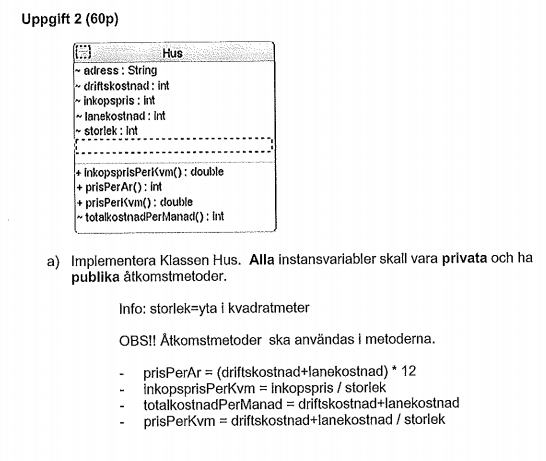 Uppgift 2 (60p)
Hus
~ adress : String
~ driftskostnad : int
~ inkopspris : int
~ lanekostnad : int
~ storlek : int
+ inkopsprisPerKvm() : double
+ prisPerAr() : int
+ prisPerKvm() : double
~ totalkostnadPerManad() : int
a) Implementera Klassen Hus. Alla instansvariabler skall vara privata och ha
publika åtkomstmetoder.
Info: storlek=yta i kvadratmeter
OBS!! Åtkomstmetoder ska användas i metoderna.
- prisPerAr = (driftskostnad+lanekostnad) * 12
- inkopsprisPerKvm = inkopspris / storlek
- totalkostnadPerManad = driftskostnad+lanekostnad
- prisPerKvm = driftskostnad+lanekostnad / storlek